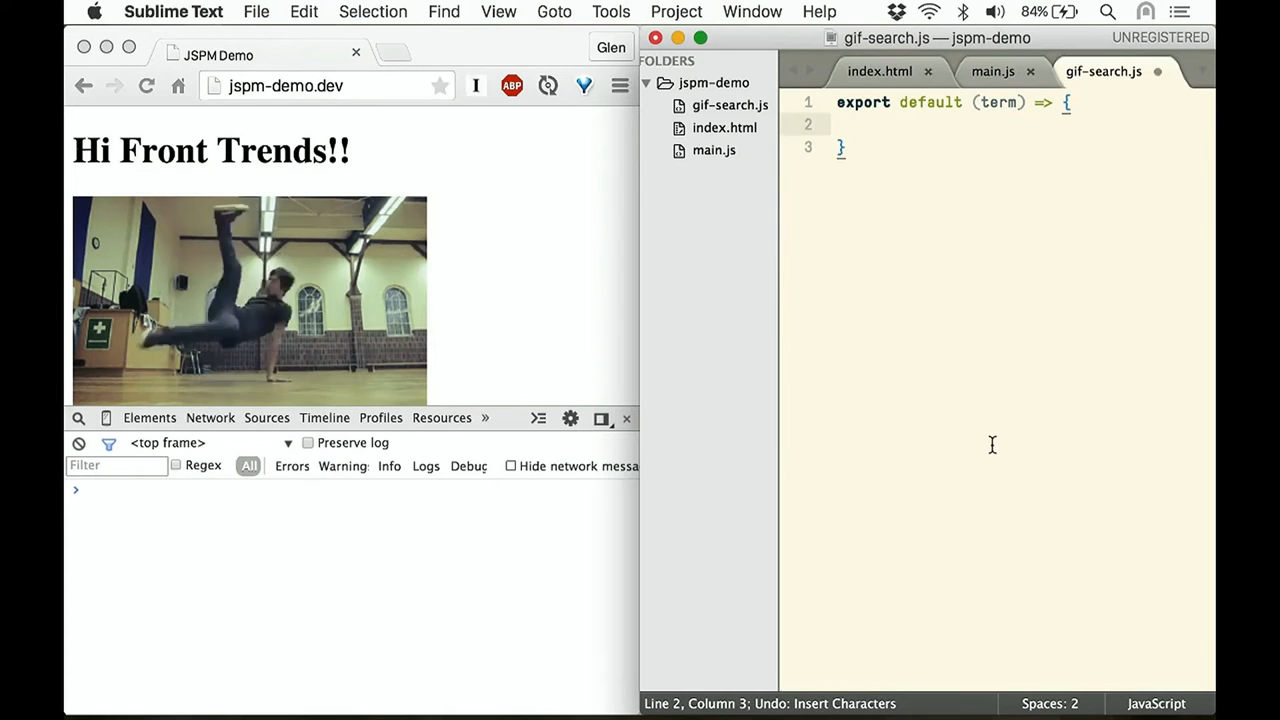 Sublime Text File Edit Selection Find View Goto Tools Project Window Help 84%
JSPM Demo
Glen
jspm-demo.dev
ABP
Hi Front Trends!!
Elements Network Sources Timeline Profiles Resources »
<top frame> Preserve log
Filter Regex All Errors Warning Info Logs Debug Hide network messa
>
gif-search.js — jspm-demo UNREGISTERED
FOLDERS
jspm-demo
gif-search.js
index.html
main.js
index.html main.js gif-search.js
1 export default (term) => {
2
3 }
Line 2, Column 3; Undo: Insert Characters Spaces: 2 JavaScript